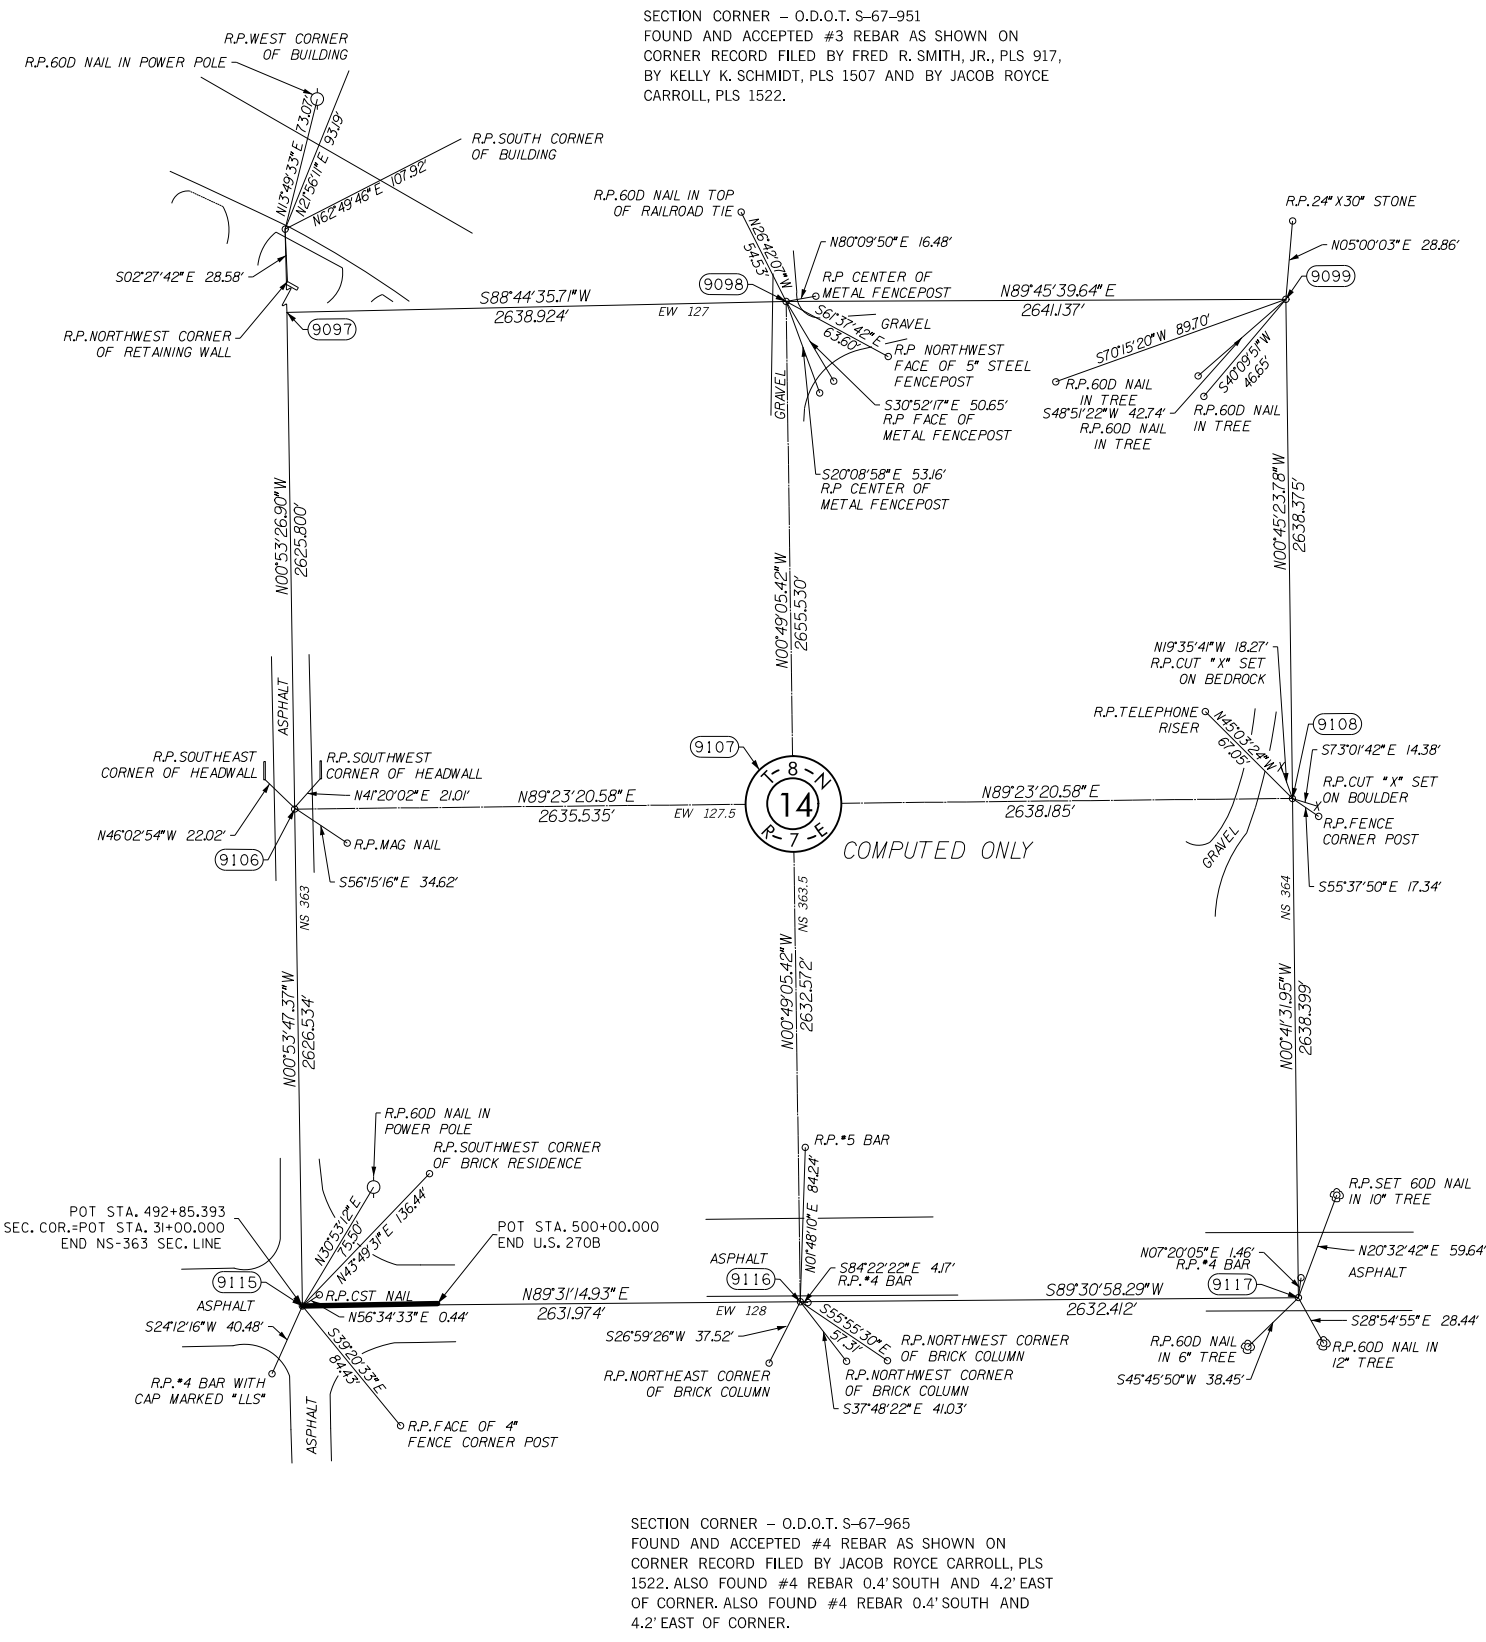 SECTION CORNER – O.D.O.T. S–67–951
FOUND AND ACCEPTED #3 REBAR AS SHOWN ON
CORNER RECORD FILED BY FRED R. SMITH, JR., PLS 917,
BY KELLY K. SCHMIDT, PLS 1507 AND BY JACOB ROYCE
CARROLL, PLS 1522.
R.P. WEST CORNER
OF BUILDING
R.P. 60D NAIL IN POWER POLE
N13°49'33"E 73.07'
N21°56'11"E 93.19'
N62°49'46"E 107.92'
R.P. SOUTH CORNER
OF BUILDING
S02°27'42"E 28.58'
R.P. NORTHWEST CORNER
OF RETAINING WALL
9097
S88°44'35.71"W
2638.924'
EW 127
R.P. 60D NAIL IN TOP
OF RAILROAD TIE
N26°42'07"W
54.53'
9098
N80°09'50"E 16.48'
R.P CENTER OF
METAL FENCEPOST
S61°37'42"E
63.60'
GRAVEL
R.P NORTHWEST
FACE OF 5" STEEL
FENCEPOST
GRAVEL
S30°52'17"E 50.65'
R.P FACE OF
METAL FENCEPOST
S20°08'58"E 53.16'
R.P CENTER OF
METAL FENCEPOST
N89°45'39.64"E
2641.137'
R.P. 24"X30" STONE
N05°00'03"E 28.86'
9099
S70°15'20"W 89.70'
S40°09'51"W
46.65'
R.P. 60D NAIL
IN TREE
S48°51'22"W 42.74'
R.P. 60D NAIL
IN TREE
R.P. 60D NAIL
IN TREE
N00°53'26.90"W
2625.800'
N00°49'05.42"W
2655.530'
N00°45'23.78"W
2638.375'
ASPHALT
R.P. SOUTHEAST
CORNER OF HEADWALL
R.P. SOUTHWEST
CORNER OF HEADWALL
N41°20'02"E 21.01'
N46°02'54"W 22.02'
9106
R.P. MAG NAIL
S56°15'16"E 34.62'
N89°23'20.58"E
2635.535'
EW 127.5
9107
T-8-N
14
R-7-E
COMPUTED ONLY
N89°23'20.58"E
2638.185'
N19°35'41"W 18.27'
R.P. CUT "X" SET
ON BEDROCK
R.P. TELEPHONE
RISER
N45°03'24"W
67.05'
X
9108
S73°01'42"E 14.38'
R.P. CUT "X" SET
ON BOULDER
X
R.P. FENCE
CORNER POST
S55°37'50"E 17.34'
GRAVEL
NS 363
NS 363.5
NS 364
N00°53'47.37"W
2626.534'
N00°49'05.42"W
2632.572'
N00°41'31.95"W
2638.399'
R.P. 60D NAIL IN
POWER POLE
R.P. SOUTHWEST CORNER
OF BRICK RESIDENCE
N30°53'12"E
75.50'
N43°49'31"E 136.44'
POT STA. 492+85.393
SEC. COR.=POT STA. 31+00.000
END NS-363 SEC. LINE
POT STA. 500+00.000
END U.S. 270B
9115
ASPHALT
R.P. CST NAIL
N56°34'33"E 0.44'
S24°12'16"W 40.48'
R.P. #4 BAR WITH
CAP MARKED "LLS"
S39°20'33"E
84.43'
ASPHALT
R.P. FACE OF 4"
FENCE CORNER POST
N89°31'14.93"E
2631.974'
EW 128
R.P. #5 BAR
N01°48'10"E 84.24'
ASPHALT
9116
S84°22'22"E 4.17'
R.P. #4 BAR
S26°59'26"W 37.52'
R.P. NORTHEAST CORNER
OF BRICK COLUMN
S55°55'30"E
57.31'
R.P. NORTHWEST CORNER
OF BRICK COLUMN
R.P. NORTHWEST CORNER
OF BRICK COLUMN
S37°48'22"E 41.03'
S89°30'58.29"W
2632.412'
R.P. SET 60D NAIL
IN 10" TREE
N20°32'42"E 59.64'
N07°20'05"E 1.46'
R.P. #4 BAR
9117
ASPHALT
S28°54'55"E 28.44'
R.P. 60D NAIL
IN 6" TREE
R.P. 60D NAIL IN
12" TREE
S45°45'50"W 38.45'
SECTION CORNER – O.D.O.T. S–67–965
FOUND AND ACCEPTED #4 REBAR AS SHOWN ON
CORNER RECORD FILED BY JACOB ROYCE CARROLL, PLS
1522. ALSO FOUND #4 REBAR 0.4' SOUTH AND 4.2' EAST
OF CORNER. ALSO FOUND #4 REBAR 0.4' SOUTH AND
4.2' EAST OF CORNER.